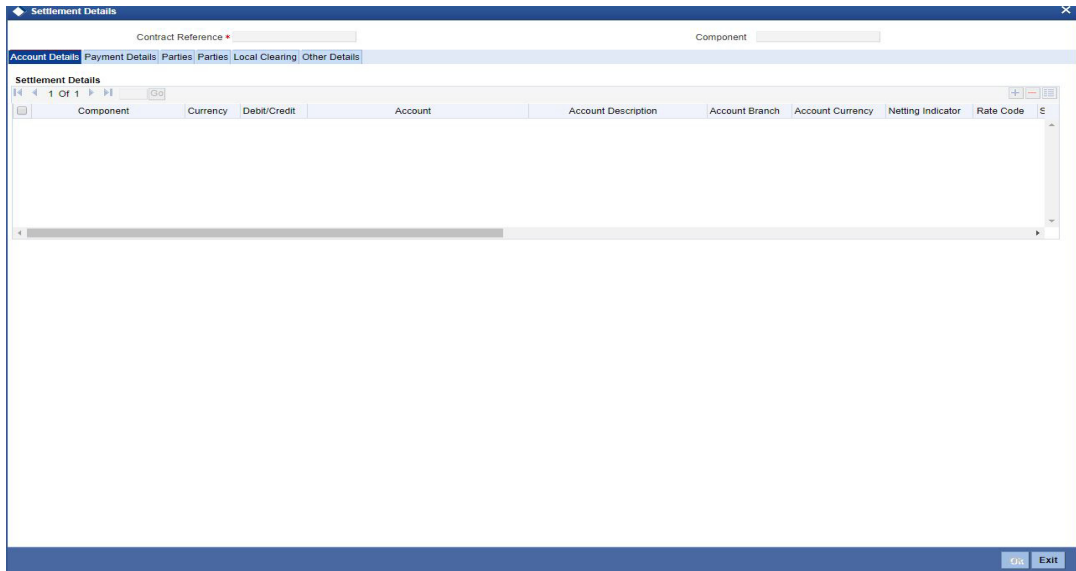 Settlement Details
Contract Reference * Component
Account Details Payment Details Parties Parties Local Clearing Other Details
Settlement Details
1 Of 1 Go
Component Currency Debit/Credit Account Account Description Account Branch Account Currency Netting Indicator Rate Code S
Ok Exit